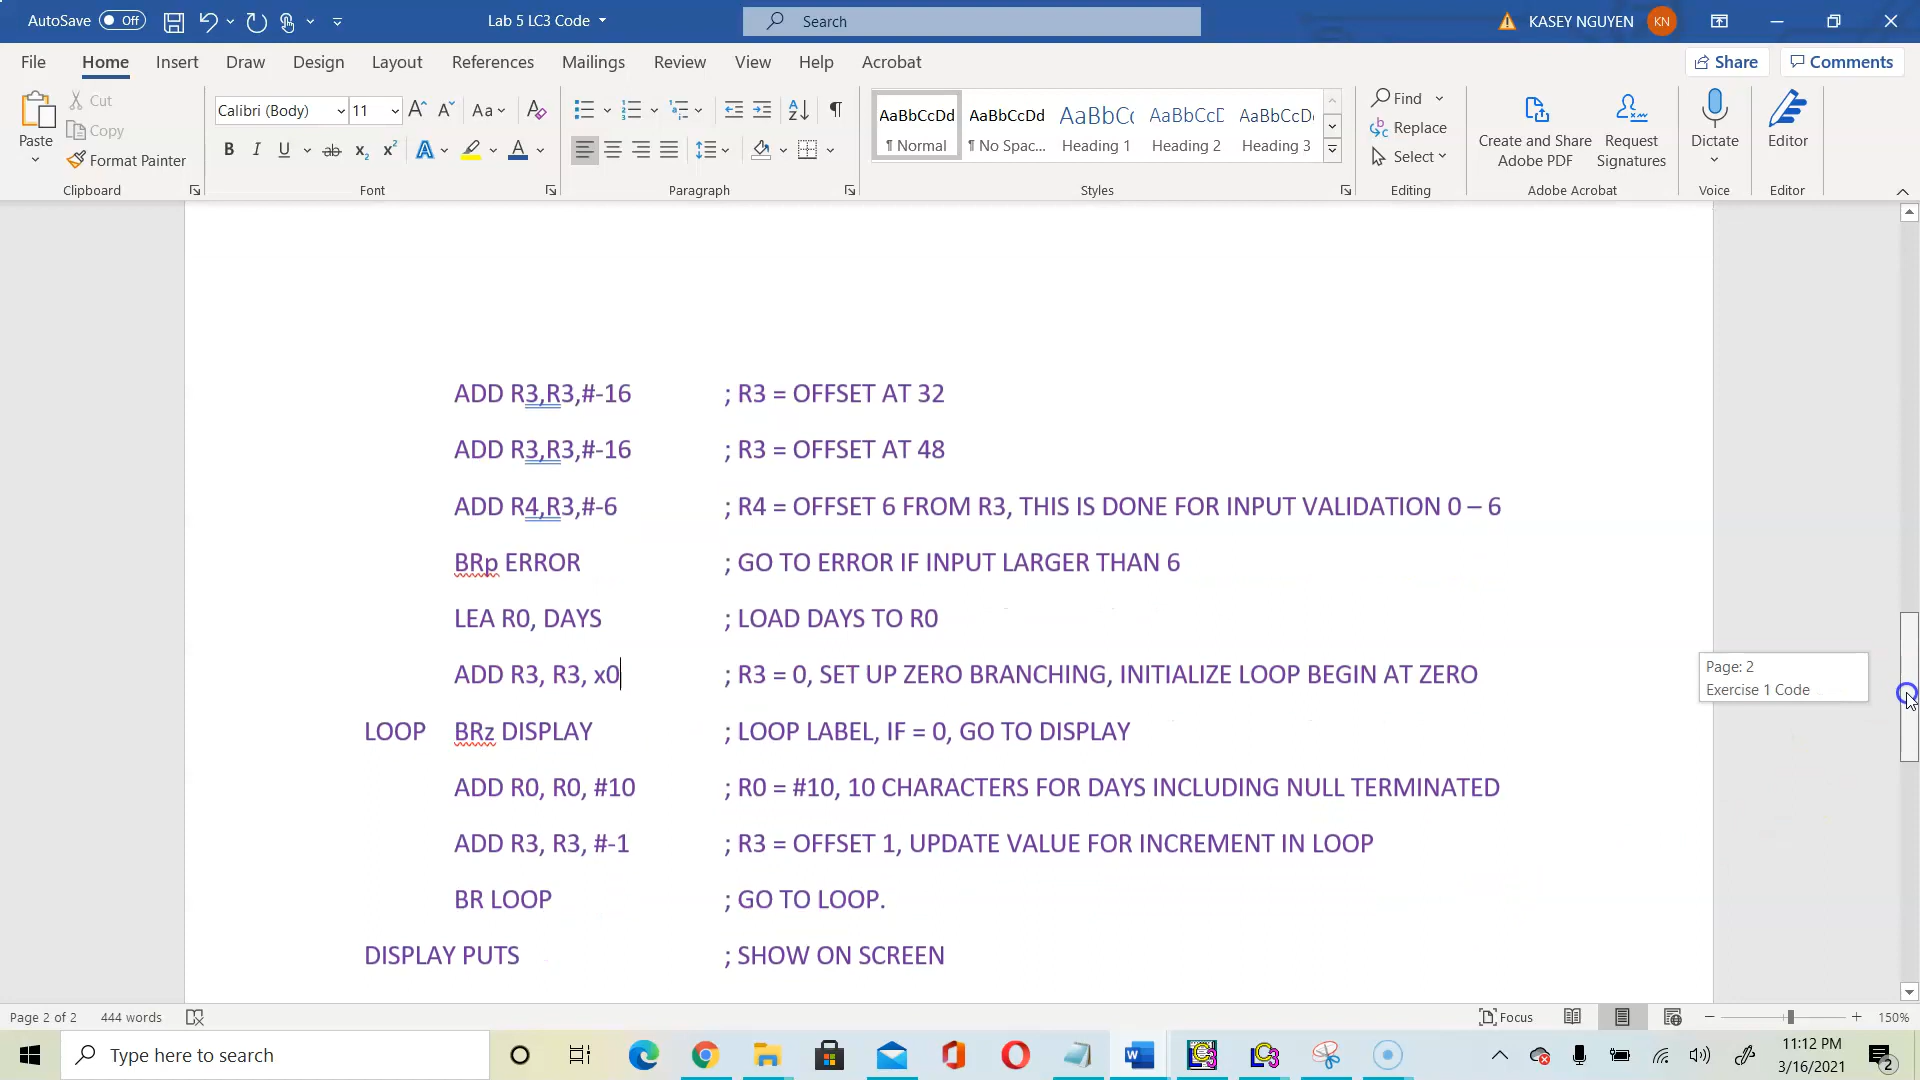 AutoSave Off
Lab 5 LC3 Code
Search
KASEY NGUYEN KN
File Home Insert Draw Design Layout References Mailings Review View Help Acrobat
Share Comments
Paste
Cut
Copy
Format Painter
Clipboard
Calibri (Body) 11
Aa
B I U ab x₂ x² A A
Font
Paragraph
AaBbCcDd AaBbCcDd AaBbCc AaBbCcD AaBbCcD
¶ Normal ¶ No Spac... Heading 1 Heading 2 Heading 3
Styles
Find
Replace
Select
Editing
Create and Share Adobe PDF
Request Signatures
Adobe Acrobat
Dictate
Voice
Editor
Editor
ADD R3,R3,#-16 ; R3 = OFFSET AT 32
ADD R3,R3,#-16 ; R3 = OFFSET AT 48
ADD R4,R3,#-6 ; R4 = OFFSET 6 FROM R3, THIS IS DONE FOR INPUT VALIDATION 0 – 6
BRp ERROR ; GO TO ERROR IF INPUT LARGER THAN 6
LEA R0, DAYS ; LOAD DAYS TO R0
ADD R3, R3, x0 ; R3 = 0, SET UP ZERO BRANCHING, INITIALIZE LOOP BEGIN AT ZERO
LOOP BRz DISPLAY ; LOOP LABEL, IF = 0, GO TO DISPLAY
ADD R0, R0, #10 ; R0 = #10, 10 CHARACTERS FOR DAYS INCLUDING NULL TERMINATED
ADD R3, R3, #-1 ; R3 = OFFSET 1, UPDATE VALUE FOR INCREMENT IN LOOP
BR LOOP ; GO TO LOOP.
DISPLAY PUTS ; SHOW ON SCREEN
Page: 2
Exercise 1 Code
Page 2 of 2 444 words
Focus
150%
Type here to search
11:12 PM
3/16/2021
2